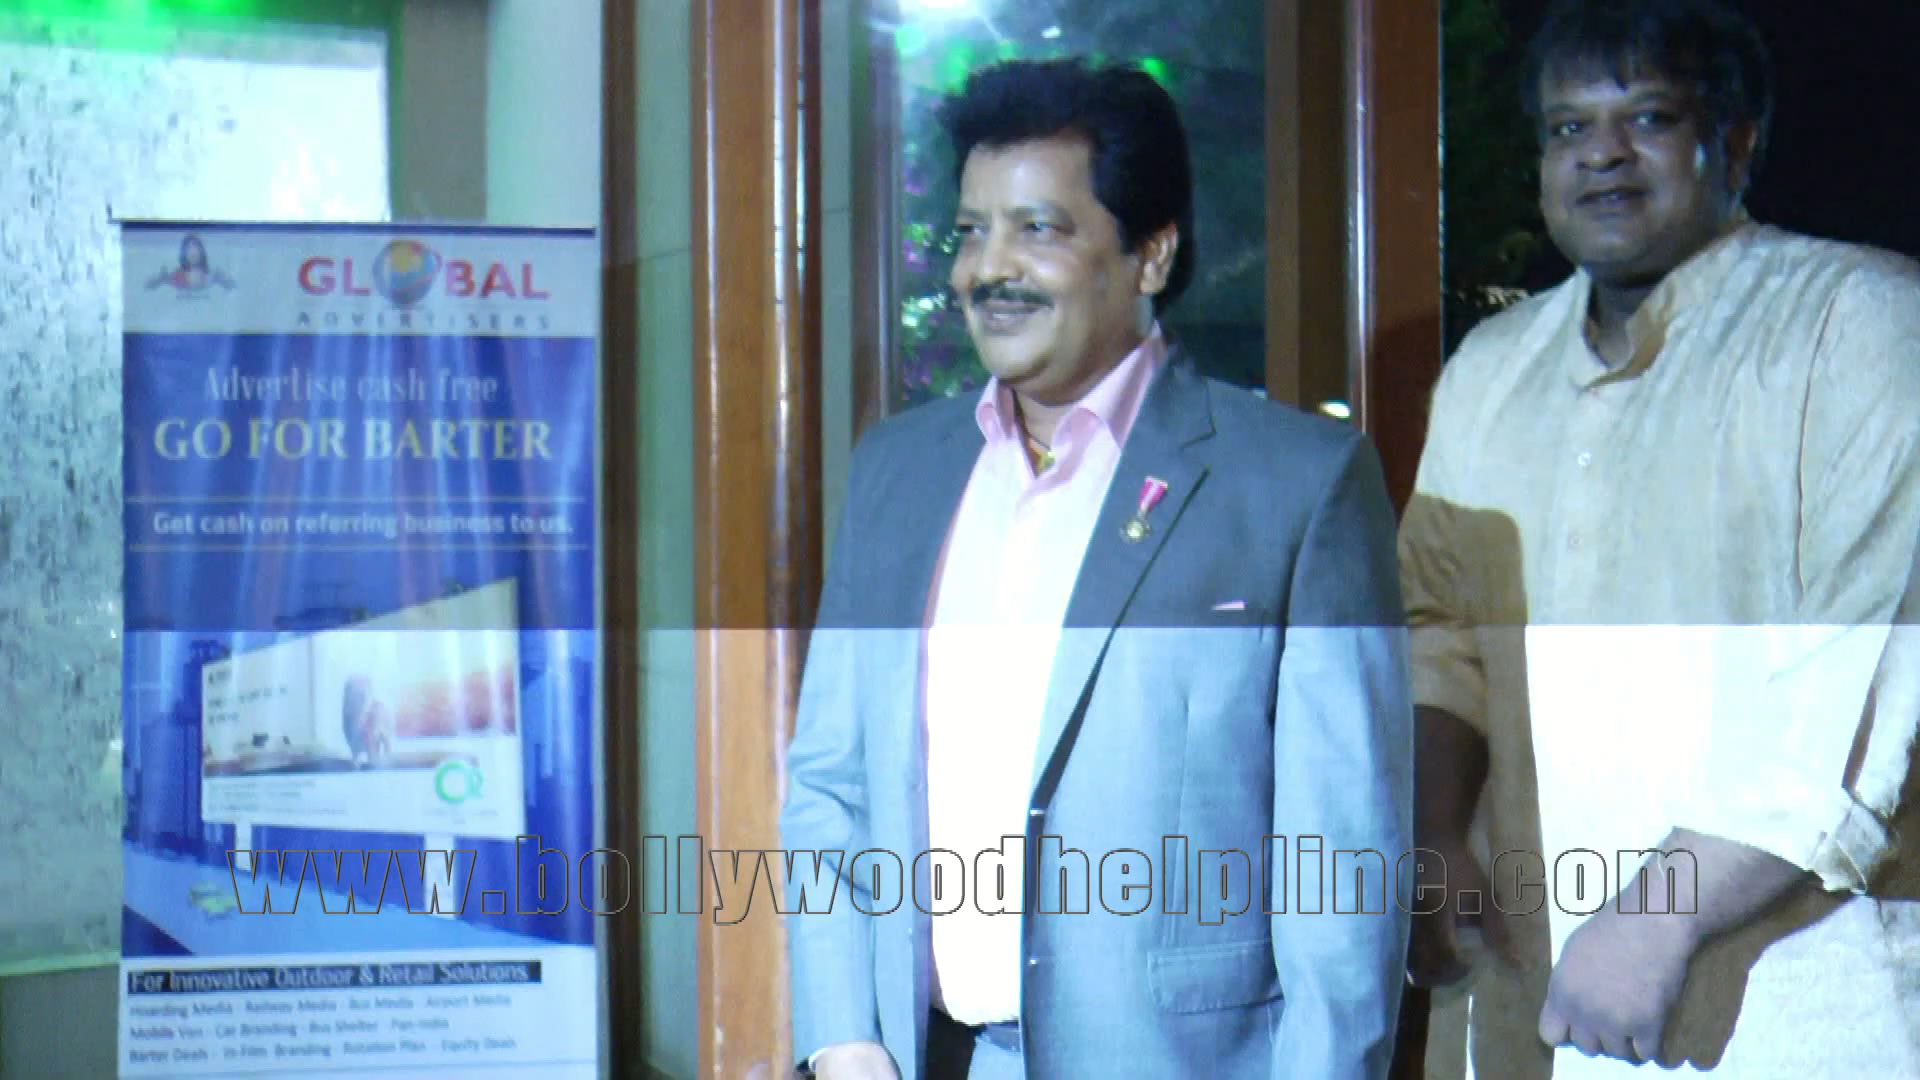 GLOBAL
ADVERTISERS
Advertise cash free
GO FOR BARTER
Get cash on referring business to us.
www.bollywoodhelpline.com
For Innovative Outdoor & Retail Solutions
Hoarding Media - Railway Media - Bus Media - Airport Media
Mobile Van - Car Branding - Bus Shelter - Pan-India
Barter Deals - In-Film Branding - Rotation Plan - Equity Deals